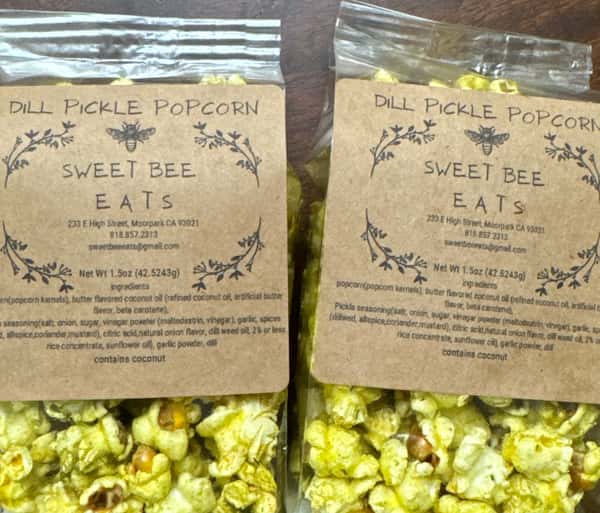 DILL PICKLE POPCORN
SWEET BEE
EATS
233 E High Street, Moorpark CA 93021
818.857.2313
sweetbeeeats@gmail.com
Net Wt 1.5oz (42.5243g)
ingredients
(popcorn kernels), butter flavored coconut oil (refined coconut oil, artificial butter
flavor, beta carotene),
seasoning(salt, onion, sugar, vinegar powder (maltodextrin, vinegar), garlic, spices
allspice,coriander,mustard), citric acid,natural onion flavor, dill weed oil, 2% or less
rice concentrate, sunflower oil), garlic powder, dill
contains coconut
DILL PICKLE POPCORN
SWEET BEE
EATS
233 E High Street, Moorpark CA 93021
818.857.2313
sweetbeeeats@gmail.com
Net Wt 1.5oz (42.5243g)
ingredients
popcorn(popcorn kernels), butter flavored coconut oil (refined coconut oil, artificial
flavor, beta carotene),
Pickle seasoning(salt, onion, sugar, vinegar powder (maltodextrin, vinegar), garlic,
(dillweed, allspice,coriander,mustard), citric acid,natural onion flavor, dill weed oil, 2%
rice concentrate, sunflower oil), garlic powder, dill
contains coconut